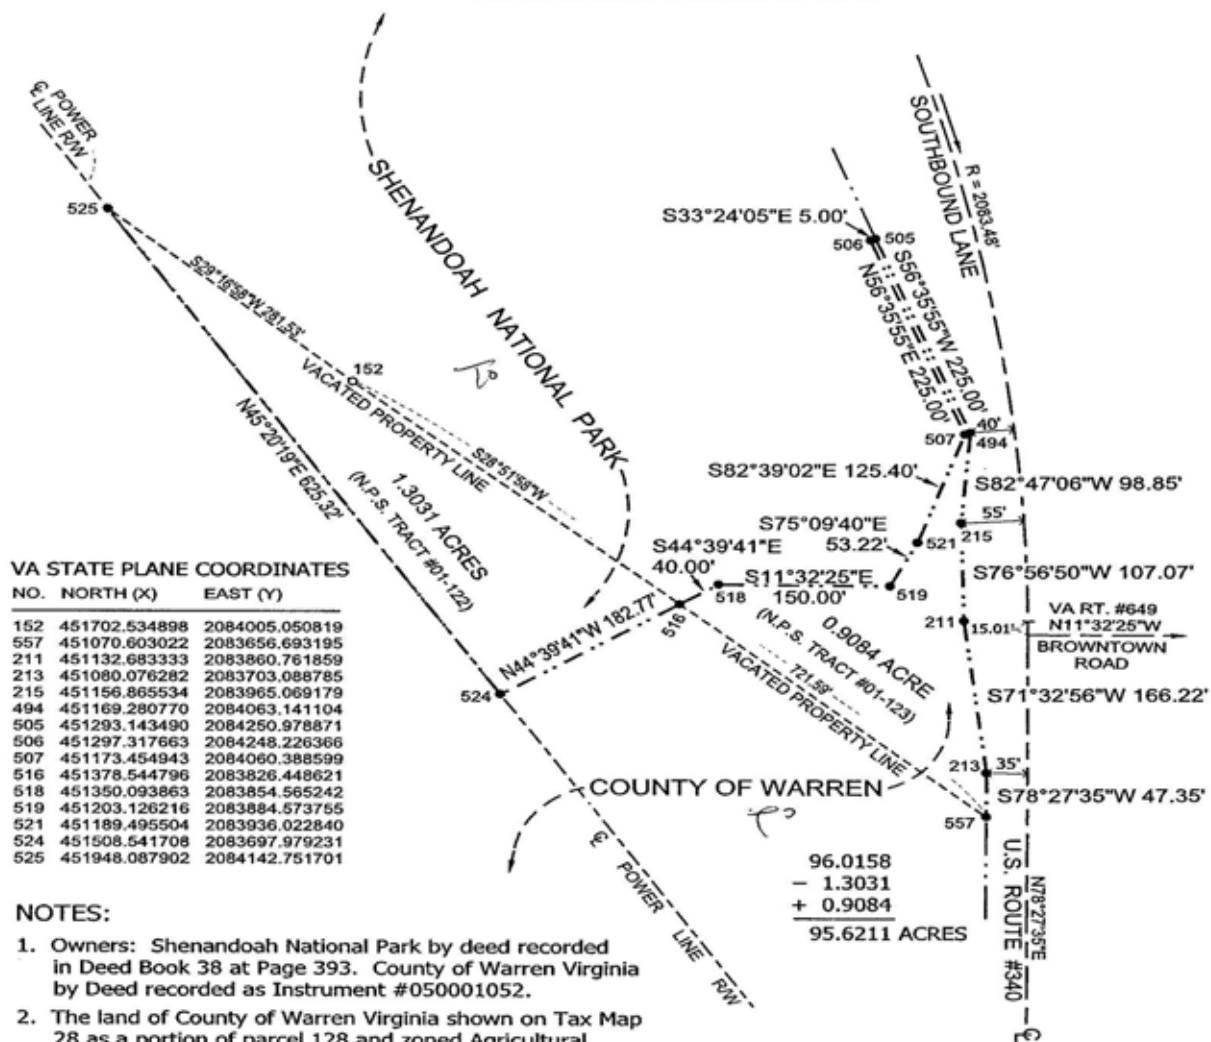 ℄ POWER
LINE R/W
525
S29°16'58"W 281.53'
152
VACATED PROPERTY LINE
S28°51'58"W
N45°20'19"E 625.32'
1.3031 ACRES
(N.P.S. TRACT #01-122)
SHENANDOAH NATIONAL PARK
SOUTHBOUND LANE
R = 2083.48'
S33°24'05"E 5.00'
506
505
S56°35'55"W 225.00'
N56°35'55"E 225.00'
40'
507
494
S82°39'02"E 125.40'
S82°47'06"W 98.85'
55'
S75°09'40"E
53.22'
521
215
S44°39'41"E
40.00'
S11°32'25"E
150.00'
518
519
S76°56'50"W 107.07'
516
N44°39'41"W 182.77'
524
0.9084 ACRE
(N.P.S. TRACT #01-123)
721.59'
VACATED PROPERTY LINE
211
15.01'
VA RT. #649
N11°32'25"W
BROWNTOWN
ROAD
S71°32'56"W 166.22'
213
35'
S78°27'35"W 47.35'
557
COUNTY OF WARREN
℄ POWER LINE R/W
U.S. ROUTE #340
N78°27'35"E
℄
96.0158
− 1.3031
+ 0.9084
95.6211 ACRES
VA STATE PLANE COORDINATES
NO. NORTH (X) EAST (Y)
152 451702.534898 2084005.050819
557 451070.603022 2083656.693195
211 451132.683333 2083860.761859
213 451080.076282 2083703.088785
215 451156.865534 2083965.069179
494 451169.280770 2084063.141104
505 451293.143490 2084250.978871
506 451297.317663 2084248.226366
507 451173.454943 2084060.388599
516 451378.544796 2083826.448621
518 451350.093863 2083854.565242
519 451203.126216 2083884.573755
521 451189.495504 2083936.022840
524 451508.541708 2083697.979231
525 451948.087902 2084142.751701
NOTES:
1. Owners: Shenandoah National Park by deed recorded
in Deed Book 38 at Page 393. County of Warren Virginia
by Deed recorded as Instrument #050001052.
2. The land of County of Warren Virginia shown on Tax Map
28 as a portion of parcel 128 and zoned Agricultural